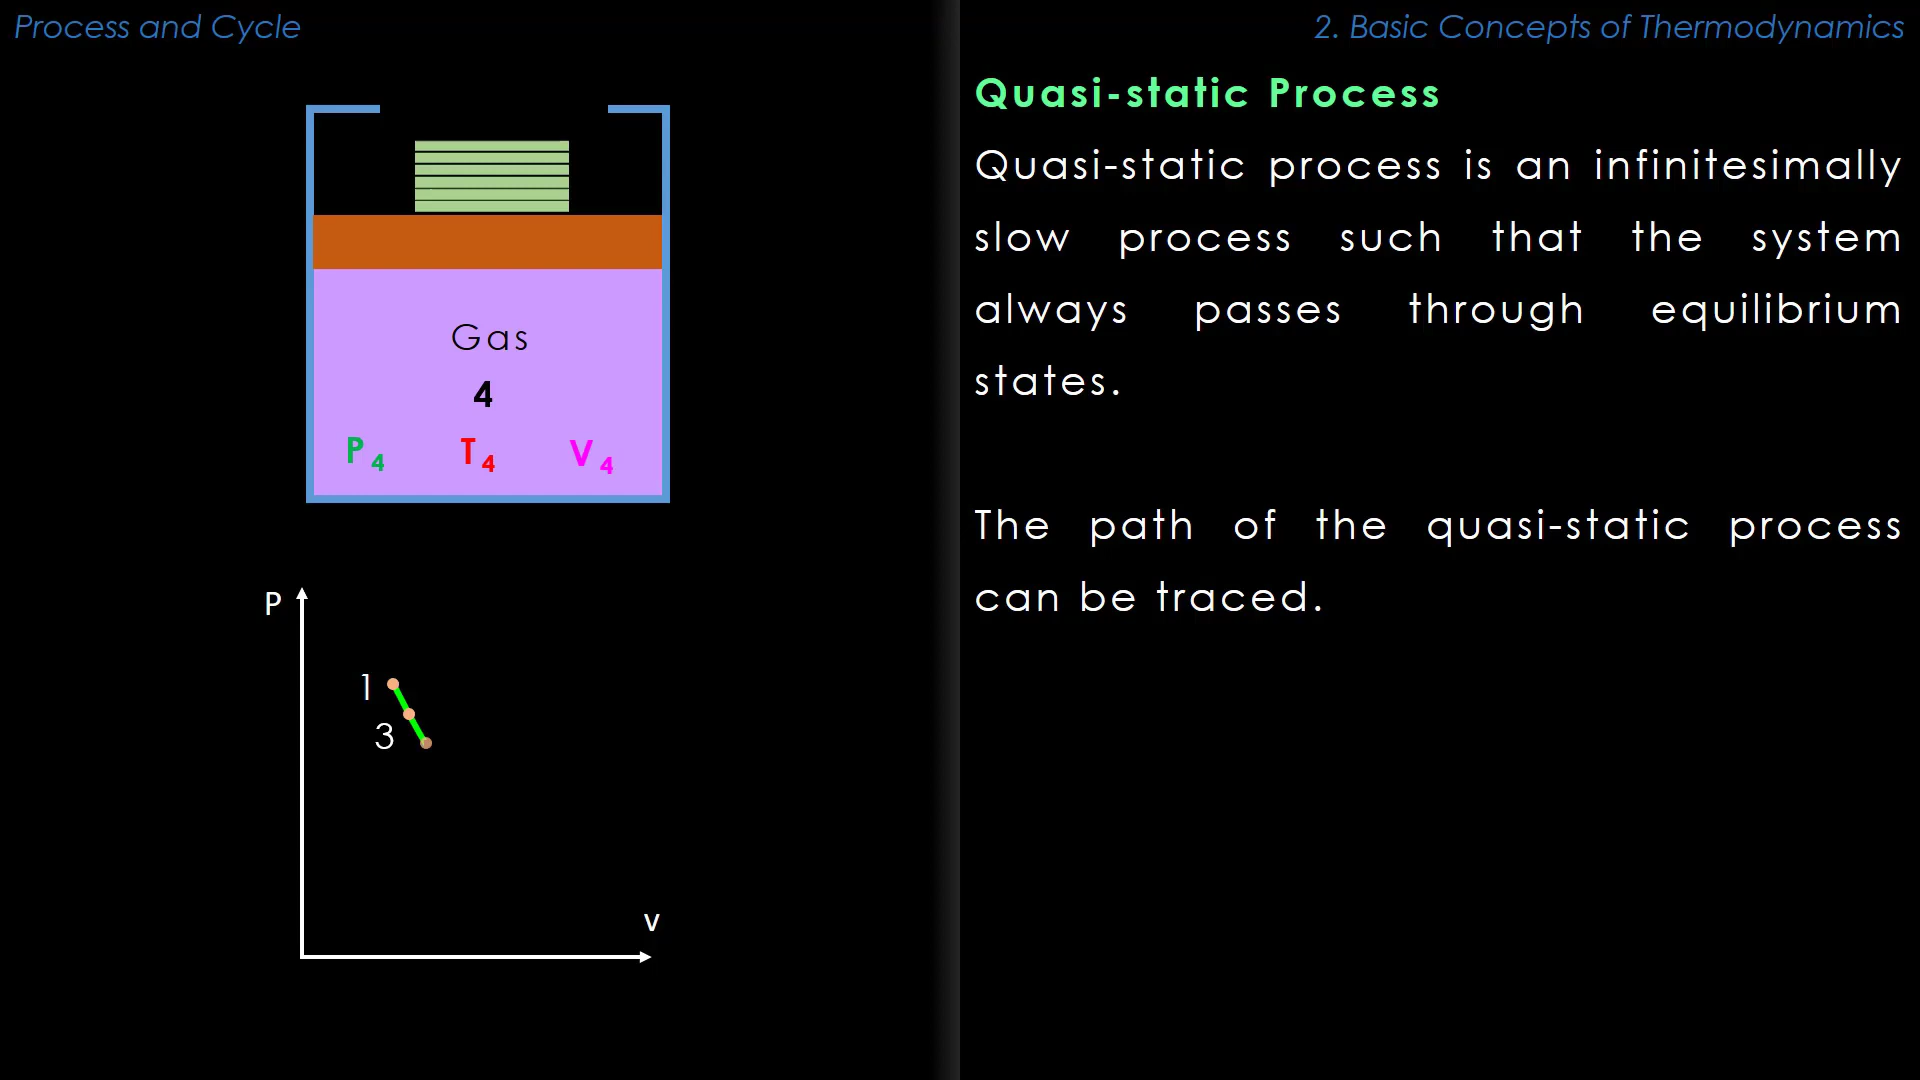 Process and Cycle
2. Basic Concepts of Thermodynamics
Gas
4
P4 T4 V4
P
1
3
v
Quasi-static Process
Quasi-static process is an infinitesimally
slow process such that the system
always passes through equilibrium
states.
The path of the quasi-static process
can be traced.